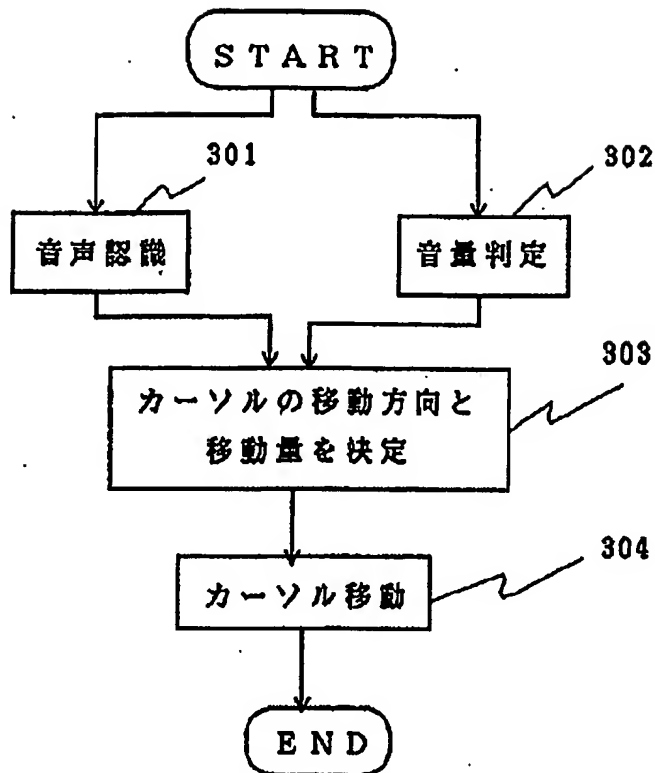 START
301
302
音声認識
音量判定
303
カーソルの移動方向と
移動量を決定
304
カーソル移動
END